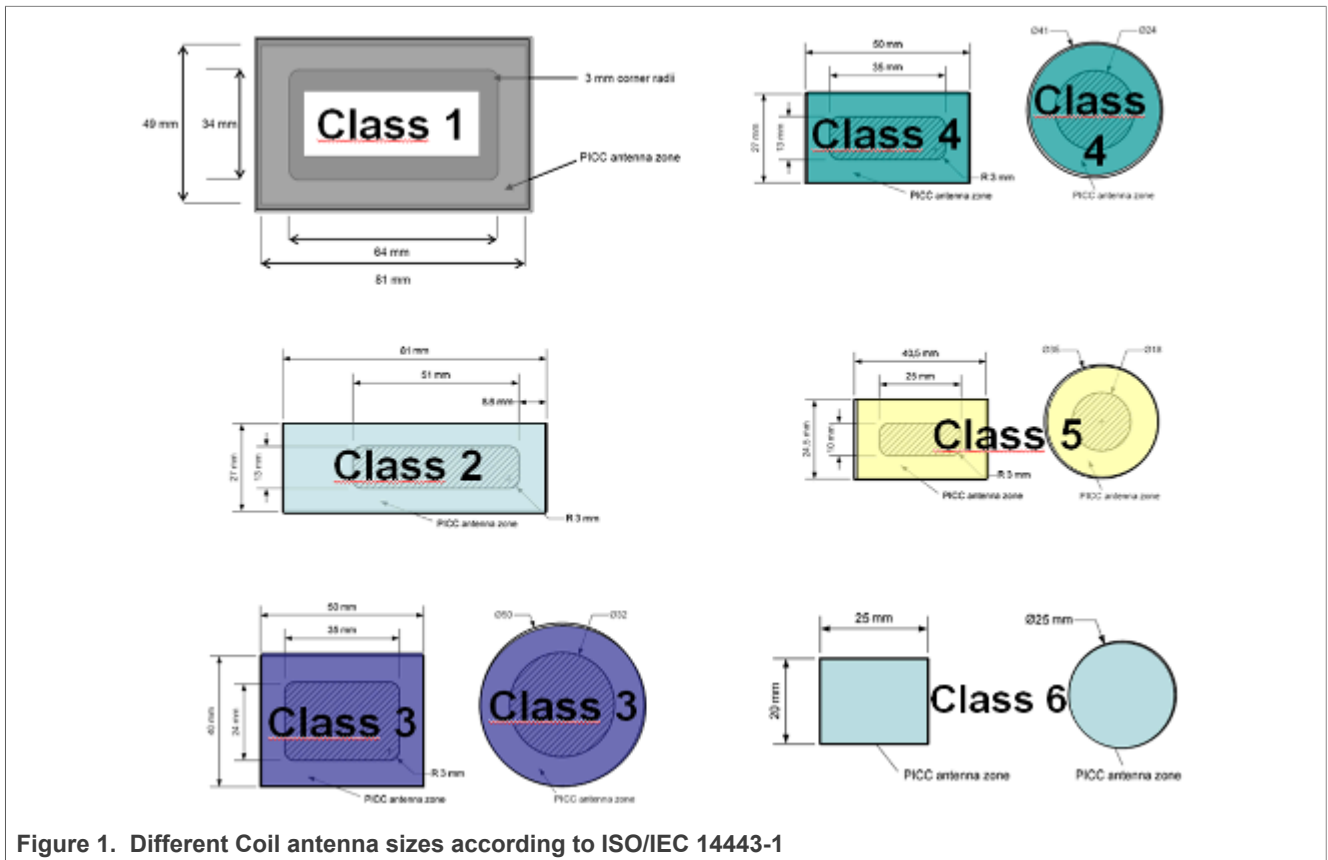 49 mm
34 mm
Class 1
3 mm corner radii
PICC antenna zone
64 mm
81 mm
50 mm
35 mm
27 mm
13 mm
Class 4
R 3 mm
PICC antenna zone
Ø41
Ø24
Class
4
PICC antenna zone
81 mm
51 mm
8.5 mm
27 mm
13 mm
Class 2
R 3 mm
PICC antenna zone
40,5 mm
25 mm
24,5 mm
10 mm
Class 5
R 3 mm
PICC antenna zone
Ø35
Ø18
PICC antenna zone
50 mm
35 mm
40 mm
24 mm
Class 3
R 3 mm
PICC antenna zone
Ø50
Ø32
Class 3
PICC antenna zone
25 mm
20 mm
Class 6
PICC antenna zone
Ø25 mm
PICC antenna zone
Figure 1. Different Coil antenna sizes according to ISO/IEC 14443-1